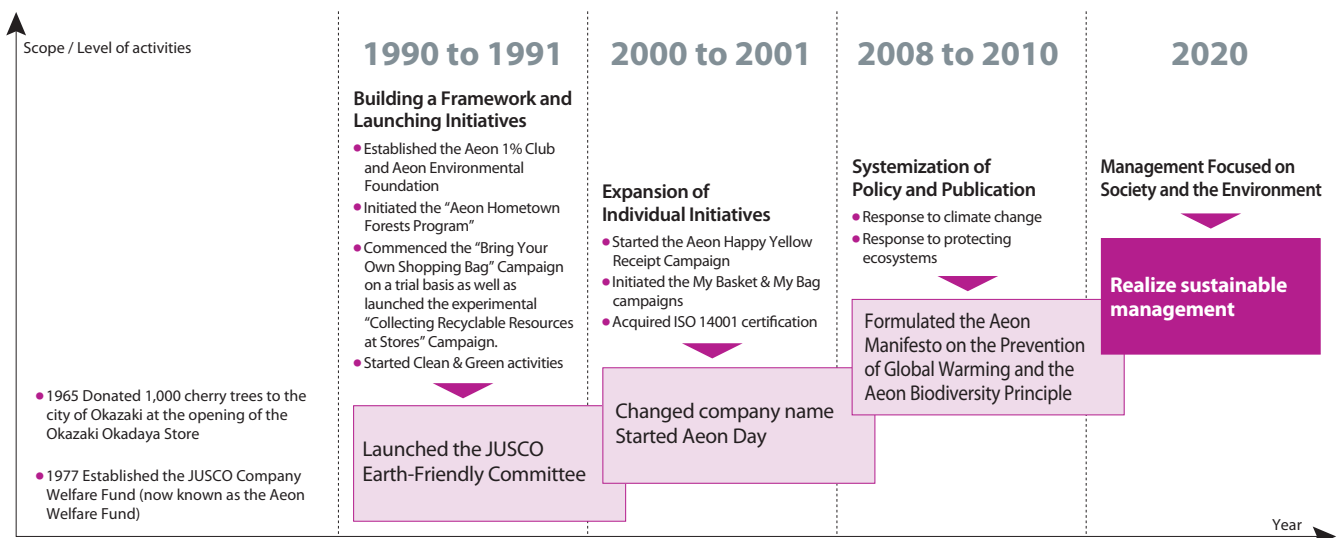 Scope / Level of activities
● 1965 Donated 1,000 cherry trees to the
city of Okazaki at the opening of the
Okazaki Okadaya Store
● 1977 Established the JUSCO Company
Welfare Fund (now known as the Aeon
Welfare Fund)
1990 to 1991
Building a Framework and
Launching Initiatives
● Established the Aeon 1% Club
and Aeon Environmental
Foundation
● Initiated the “Aeon Hometown
Forests Program”
● Commenced the “Bring Your
Own Shopping Bag” Campaign
on a trial basis as well as
launched the experimental
“Collecting Recyclable Resources
at Stores” Campaign.
● Started Clean & Green activities
Launched the JUSCO
Earth-Friendly Committee
2000 to 2001
Expansion of
Individual Initiatives
● Started the Aeon Happy Yellow
Receipt Campaign
● Initiated the My Basket & My Bag
campaigns
● Acquired ISO 14001 certification
Changed company name
Started Aeon Day
2008 to 2010
Systemization of
Policy and Publication
● Response to climate change
● Response to protecting
ecosystems
Formulated the Aeon
Manifesto on the Prevention
of Global Warming and the
Aeon Biodiversity Principle
2020
Management Focused on
Society and the Environment
Realize sustainable
management
Year